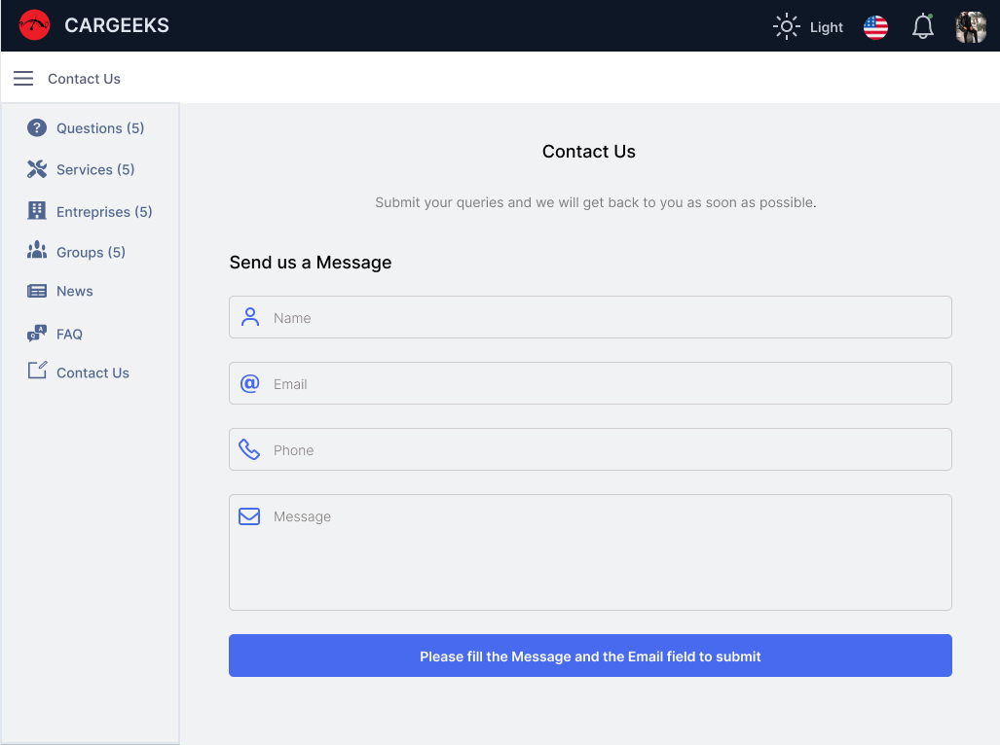 CARGEEKS
Light
Contact Us
Questions (5)
Services (5)
Entreprises (5)
Groups (5)
News
FAQ
Contact Us
Contact Us
Submit your queries and we will get back to you as soon as possible.
Send us a Message
Name
@ Email
Phone
Message
Please fill the Message and the Email field to submit